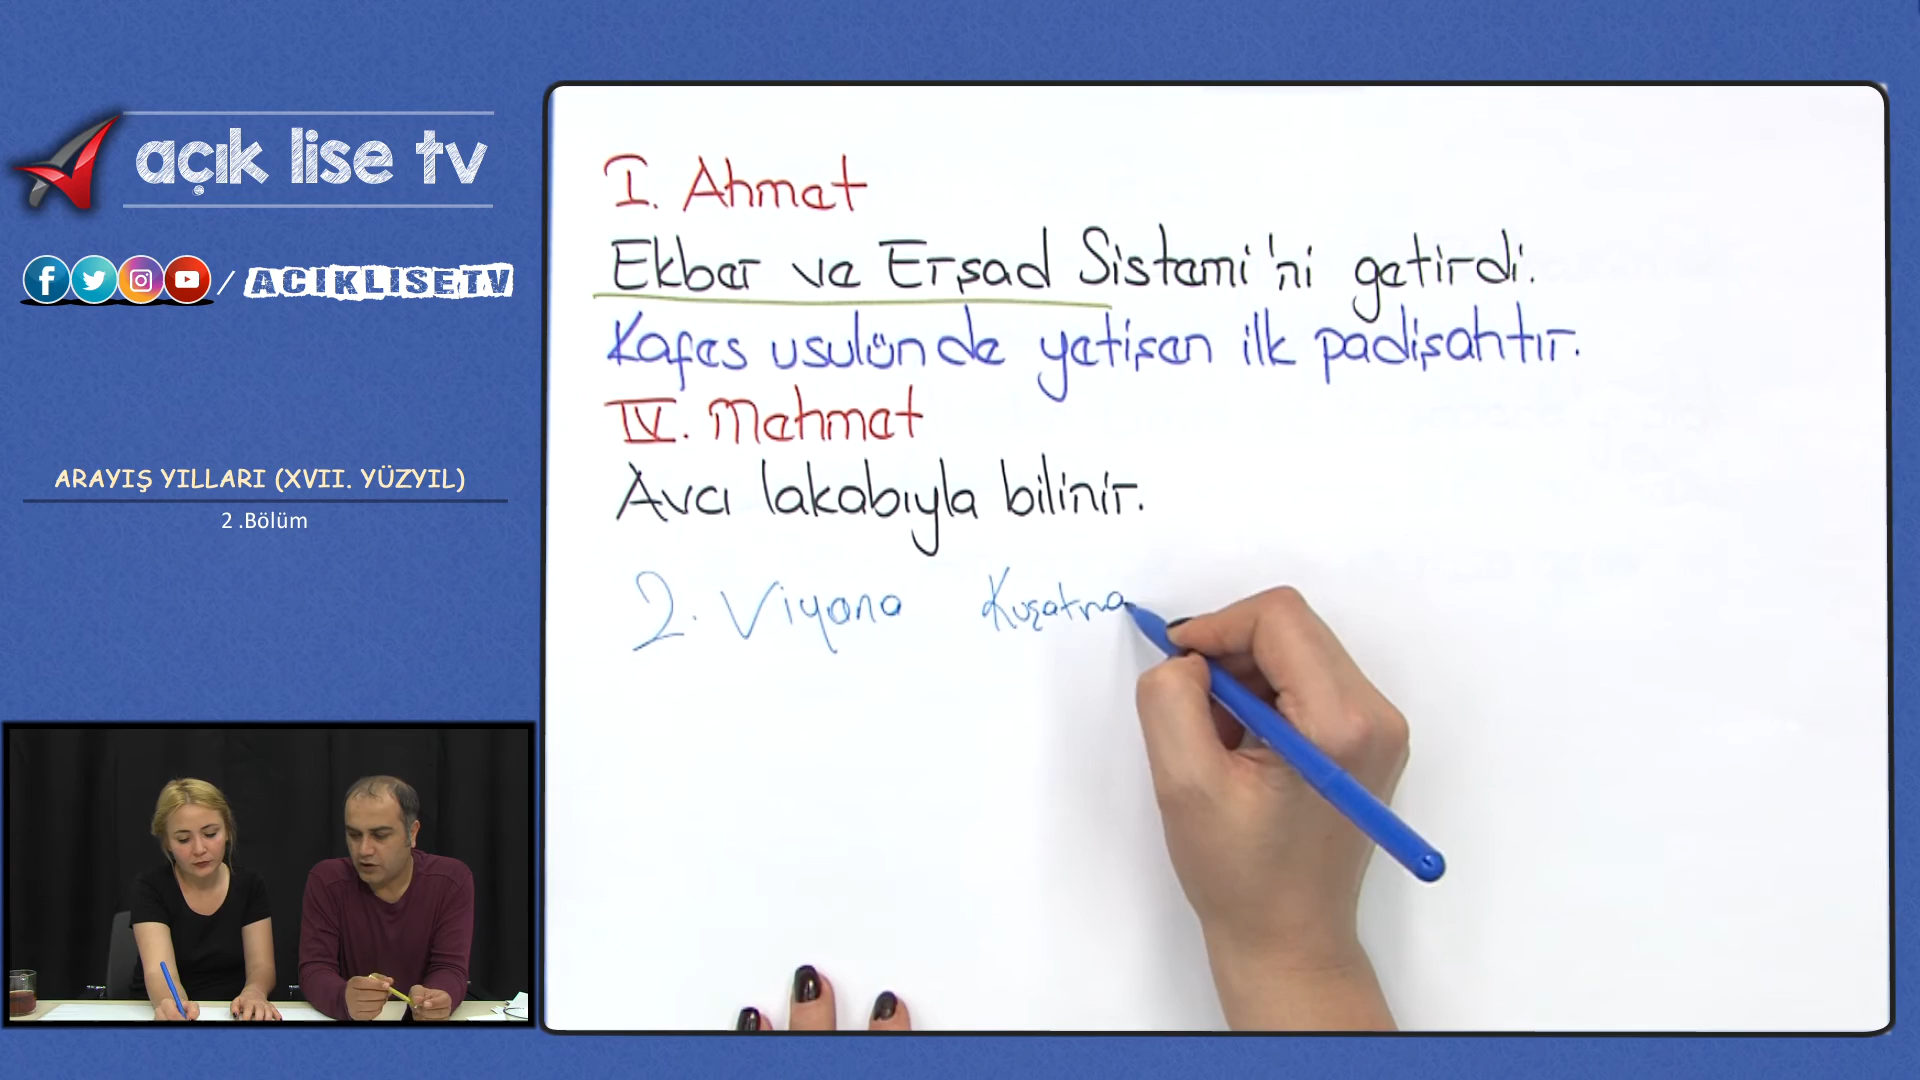 açık lise tv
/ ACIKLISETV
ARAYIŞ YILLARI (XVII. YÜZYIL)
2 .Bölüm
I. Ahmet
Ekber ve Erşad Sistemi'ni getirdi.
Kafes usulünde yetişen ilk padişahtır.
IV. Mehmet
Avcı lakabıyla bilinir.
2. Viyana Kuşatma